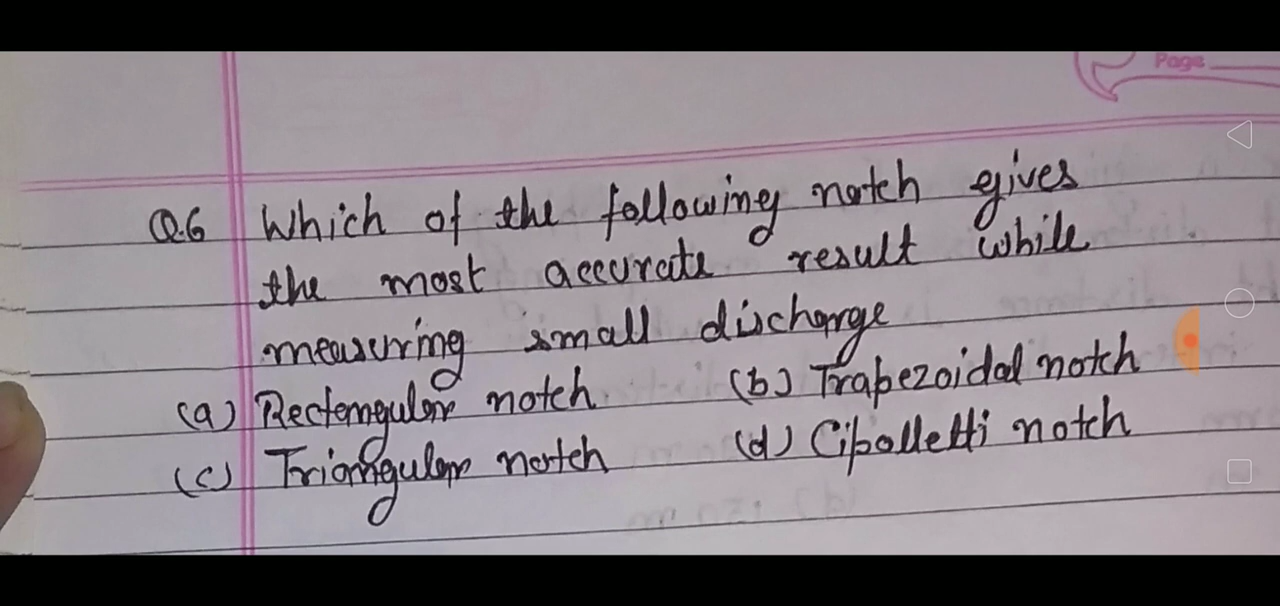 Page
Q.6 Which of the following notch gives
the most accurate result while
measuring small discharge
(a) Rectangular notch (b) Trapezoidal notch
(c) Triangular notch (d) Cipolletti notch